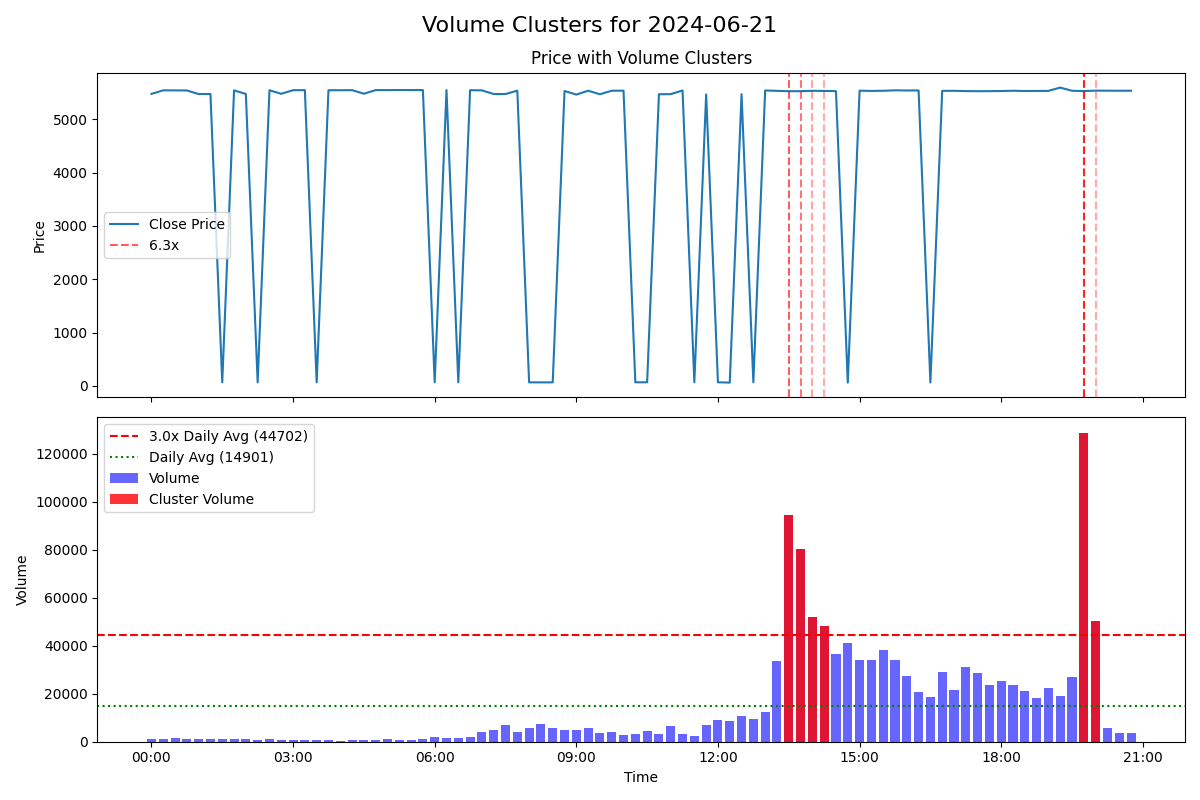 Volume Clusters for 2024-06-21
Price with Volume Clusters
Price
5000
4000
3000
2000
1000
0
Close Price
6.3x
Volume
120000
100000
80000
60000
40000
20000
0
3.0x Daily Avg (44702)
Daily Avg (14901)
Volume
Cluster Volume
00:00 03:00 06:00 09:00 12:00 15:00 18:00 21:00
Time